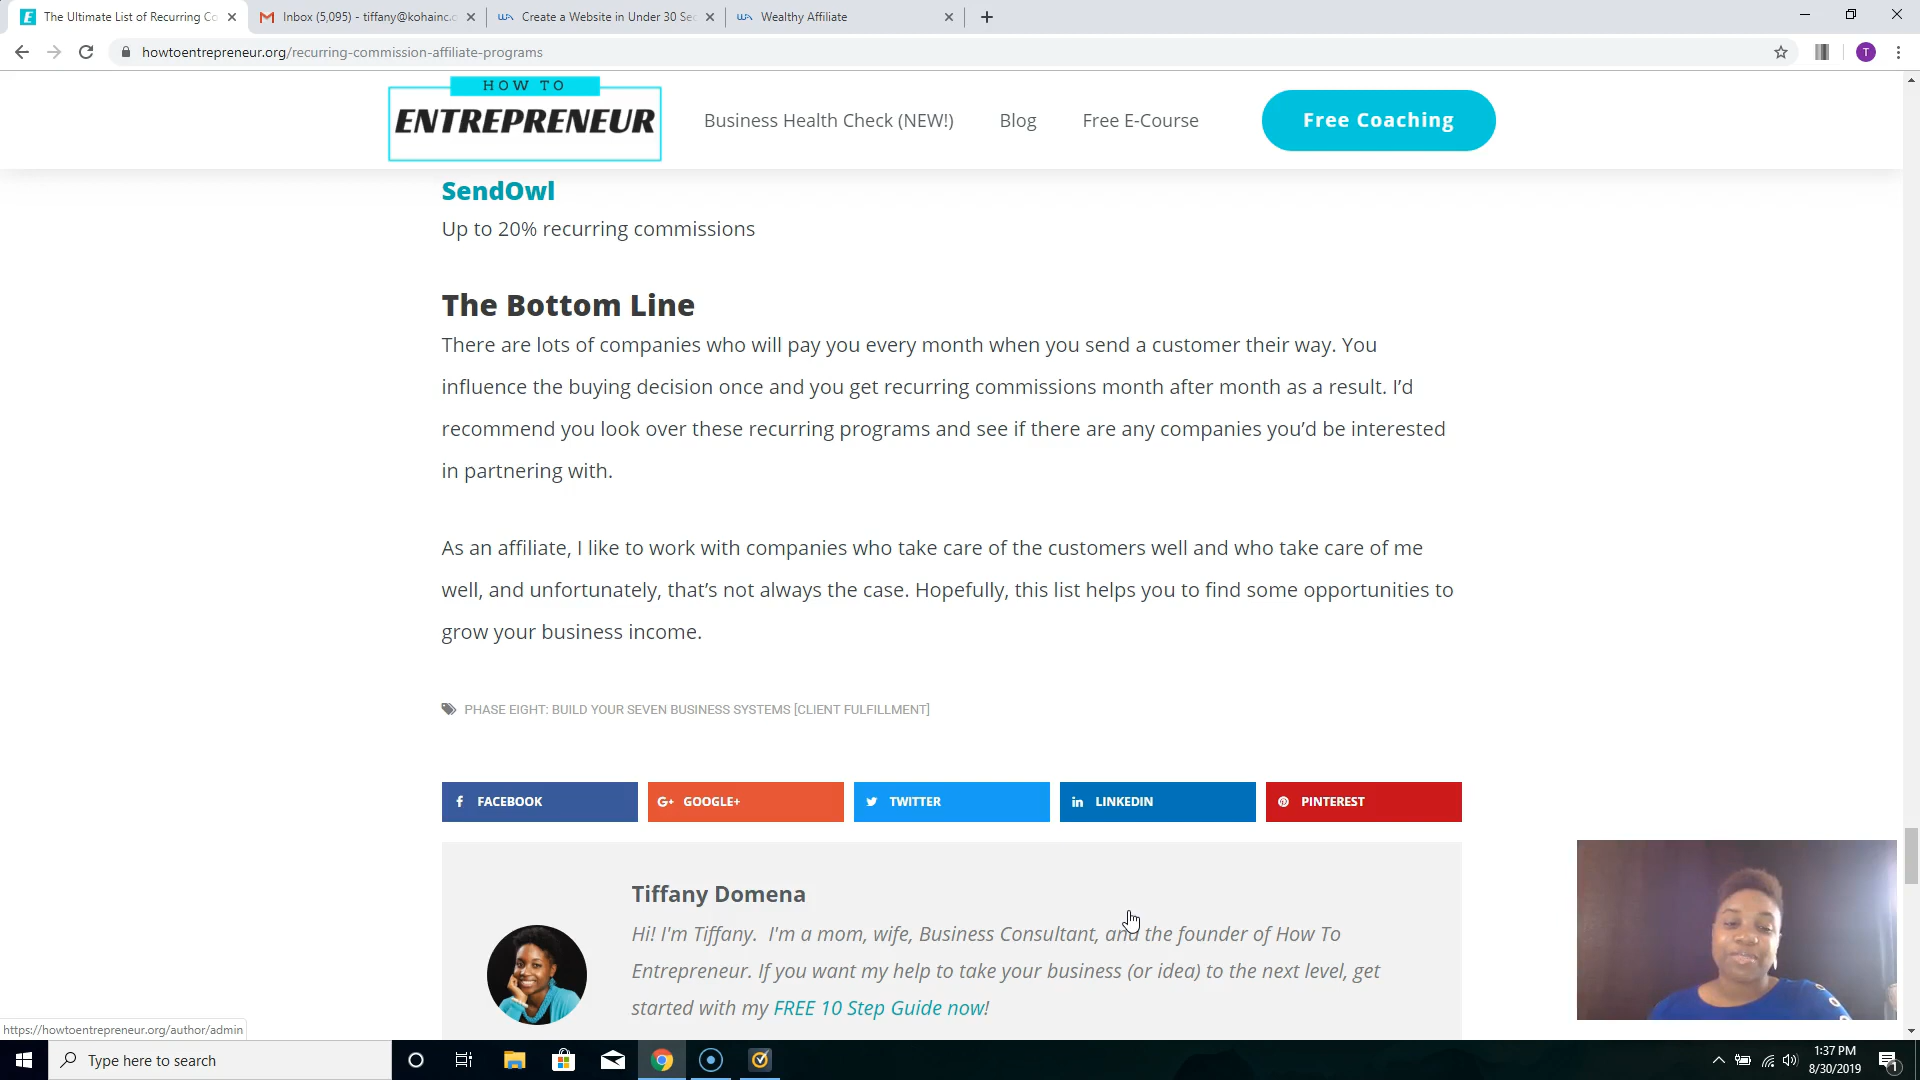 The Ultimate List of Recurring Co
Inbox (5,095) - tiffany@kohainc.c
Create a Website in Under 30 Sec
Wealthy Affiliate
howtoentrepreneur.org/recurring-commission-affiliate-programs
T
HOW TO
ENTREPRENEUR
Business Health Check (NEW!)
Blog
Free E-Course
Free Coaching
SendOwl
Up to 20% recurring commissions
The Bottom Line
There are lots of companies who will pay you every month when you send a customer their way. You
influence the buying decision once and you get recurring commissions month after month as a result. I’d
recommend you look over these recurring programs and see if there are any companies you’d be interested
in partnering with.
As an affiliate, I like to work with companies who take care of the customers well and who take care of me
well, and unfortunately, that’s not always the case. Hopefully, this list helps you to find some opportunities to
grow your business income.
PHASE EIGHT: BUILD YOUR SEVEN BUSINESS SYSTEMS [CLIENT FULFILLMENT]
FACEBOOK
GOOGLE+
TWITTER
LINKEDIN
PINTEREST
Tiffany Domena
Hi! I'm Tiffany.  I'm a mom, wife, Business Consultant, and the founder of How To
Entrepreneur. If you want my help to take your business (or idea) to the next level, get
started with my FREE 10 Step Guide now!
https://howtoentrepreneur.org/author/admin
Type here to search
1:37 PM
8/30/2019
1